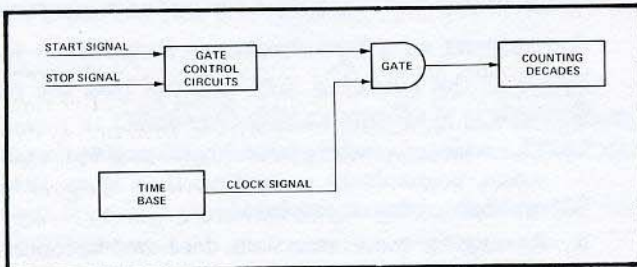 START SIGNAL
STOP SIGNAL
GATE
CONTROL
CIRCUITS
GATE
COUNTING
DECADES
TIME
BASE
CLOCK SIGNAL